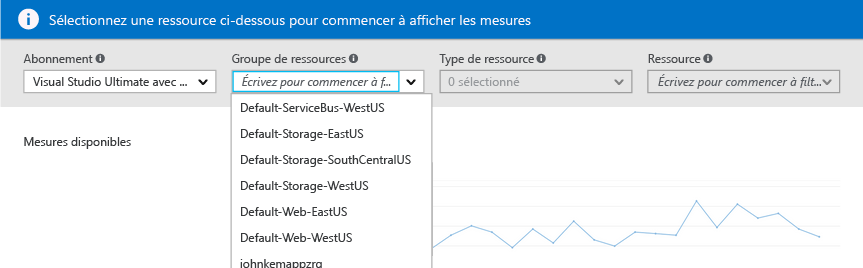 Sélectionnez une ressource ci-dessous pour commencer à afficher les mesures
Abonnement Groupe de ressources Type de ressource Ressource
Visual Studio Ultimate avec ... Écrivez pour commencer à f... 0 sélectionné Écrivez pour commencer à filt...
Default-ServiceBus-WestUS
Default-Storage-EastUS
Mesures disponibles
Default-Storage-SouthCentralUS
Default-Storage-WestUS
Default-Web-EastUS
Default-Web-WestUS
johnkemappzrg